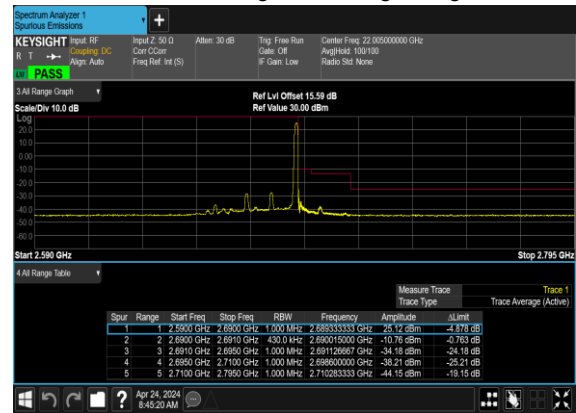 Spectrum Analyzer 1
Spurious Emissions
KEYSIGHT Input: RF Input Z: 50 Ω Atten: 30 dB Trig: Free Run Center Freq: 22.005000000 GHz
R T Coupling: DC Corr CCorr Gate: Off Avg|Hold: 100/100
Align: Auto Freq Ref: Int (S) IF Gain: Low Radio Std: None
PASS
3 All Range Graph
Ref Lvl Offset 15.59 dB
Scale/Div 10.0 dB Ref Value 30.00 dBm
Log
20.0
10.0
0.00
-10.0
-20.0
-30.0
-40.0
-50.0
-60.0
Start 2.590 GHz Stop 2.795 GHz
4 All Range Table
Measure Trace Trace 1
Trace Type Trace Average (Active)
Spur Range Start Freq Stop Freq RBW Frequency Amplitude ΔLimit
1 1 2.5900 GHz 2.6900 GHz 1.000 MHz 2.689333333 GHz 25.12 dBm -4.878 dB
2 2 2.6900 GHz 2.6910 GHz 430.0 kHz 2.690015000 GHz -10.76 dBm -0.763 dB
3 3 2.6910 GHz 2.6950 GHz 1.000 MHz 2.691126667 GHz -34.18 dBm -24.18 dB
4 4 2.6950 GHz 2.7100 GHz 1.000 MHz 2.698600000 GHz -38.21 dBm -25.21 dB
5 5 2.7100 GHz 2.7950 GHz 1.000 MHz 2.710283333 GHz -44.15 dBm -19.15 dB
Apr 24, 2024
8:45:20 AM